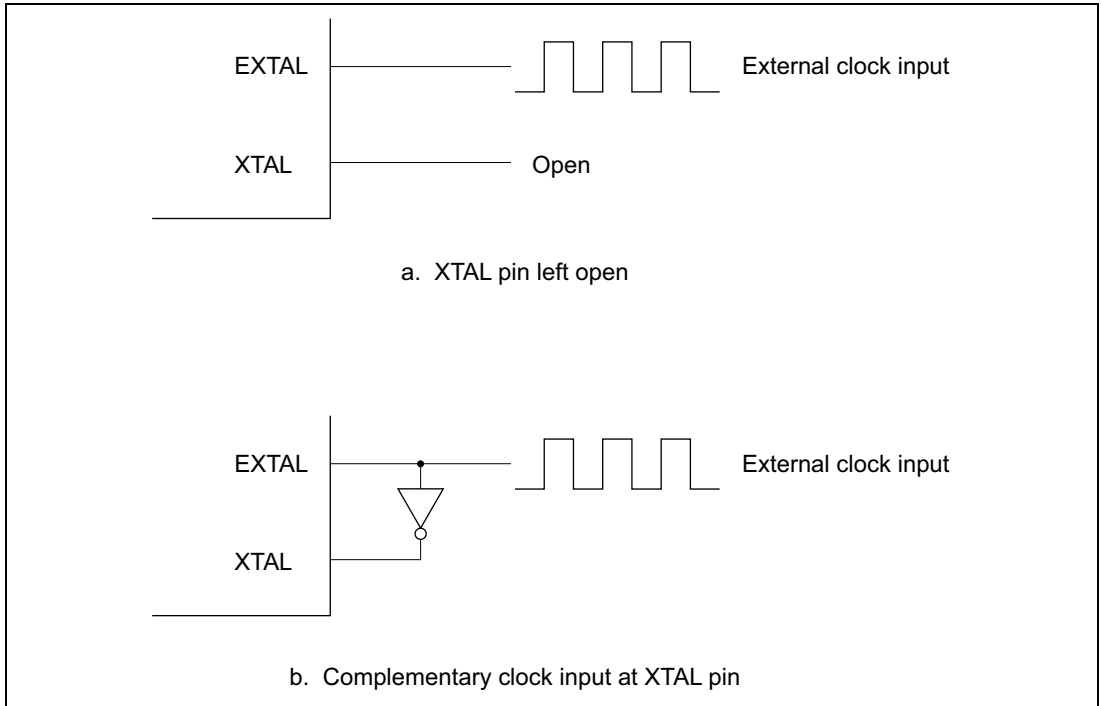 EXTAL External clock input
XTAL Open
a. XTAL pin left open
EXTAL External clock input
XTAL
b. Complementary clock input at XTAL pin